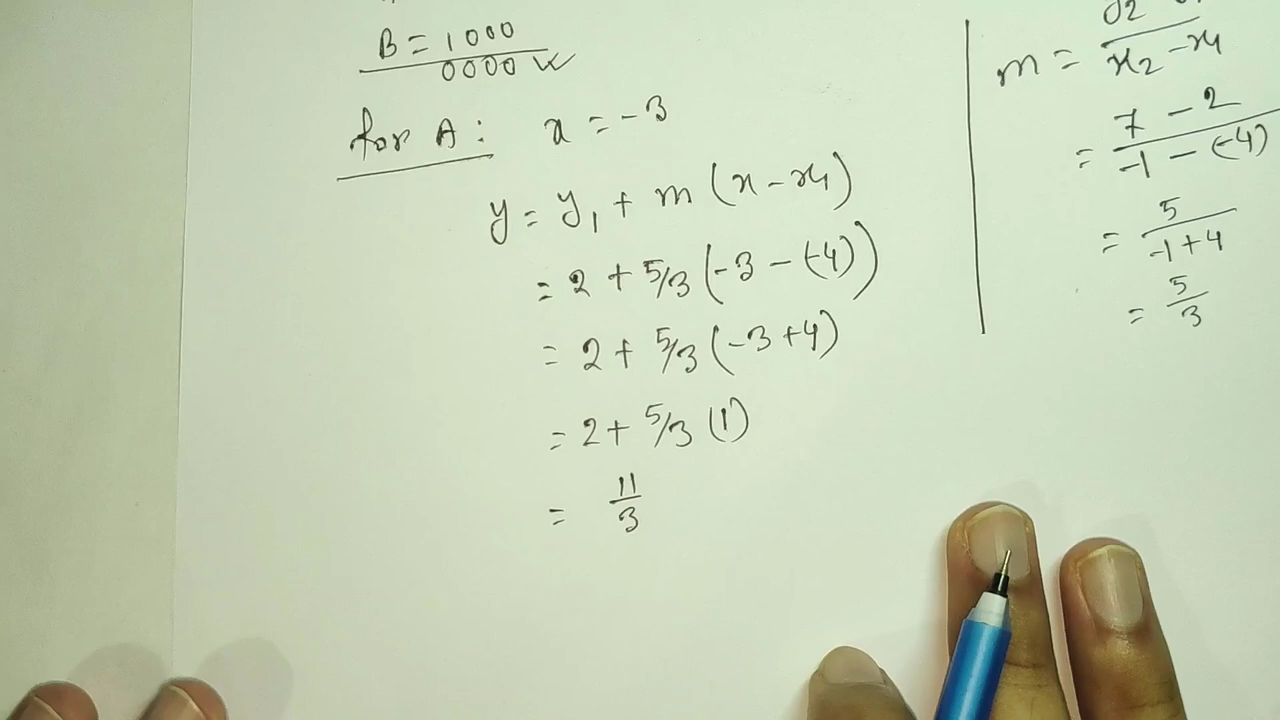 B = 1000
0000
for A : x = -3
y = y₁ + m (x - x₁)
= 2 + 5/3 (-3 - (-4))
= 2 + 5/3 (-3 + 4)
= 2 + 5/3 (1)
= 11/3
m = / x₂ - x₁
= 7 - 2 / -1 - (-4)
= 5 / -1 + 4
= 5/3